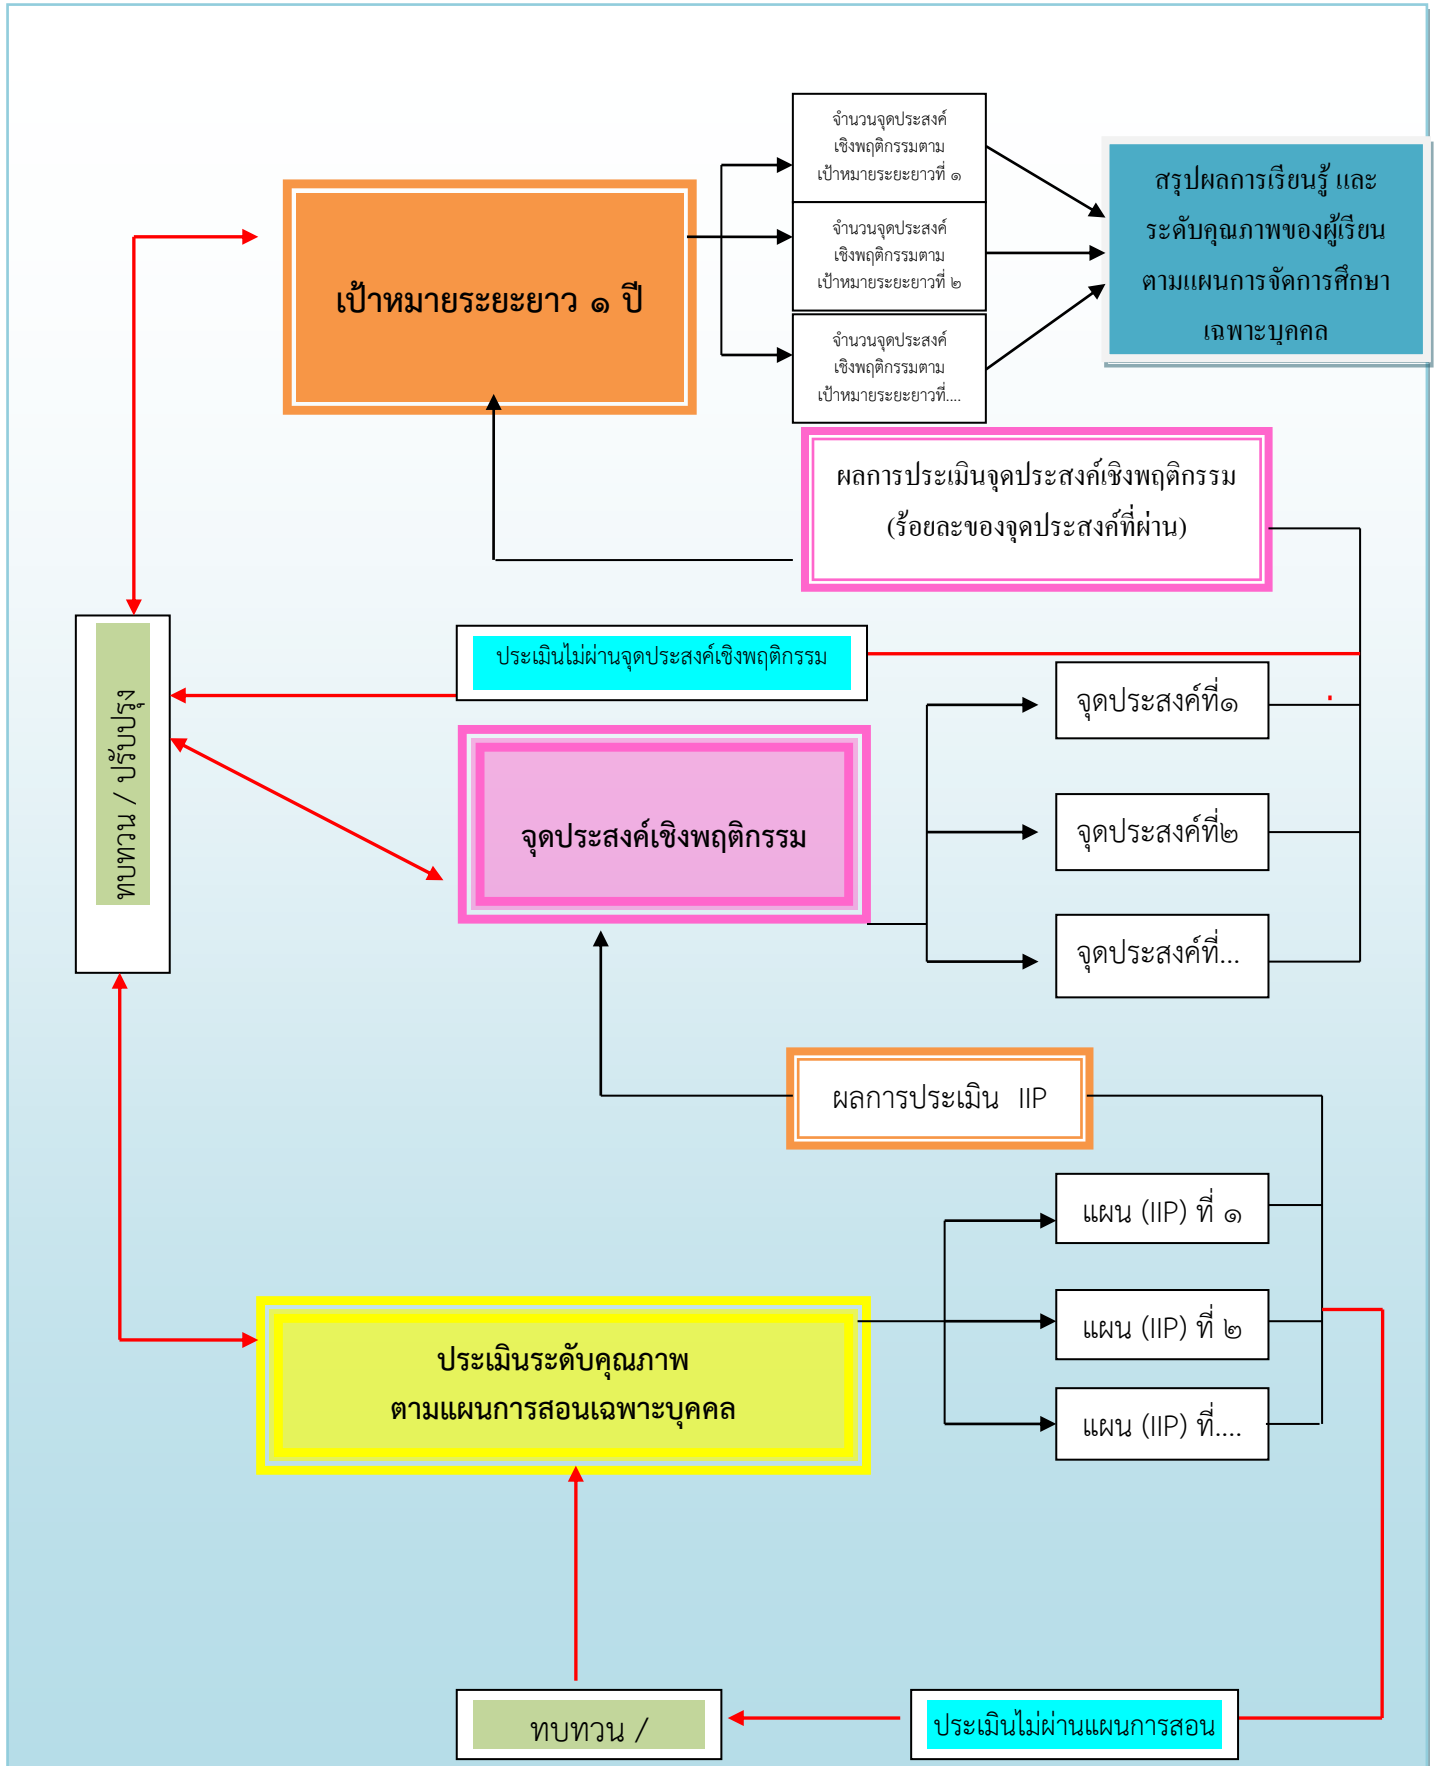 จำนวนจุดประสงค์
เชิงพฤติกรรมตาม
เป้าหมายระยะยาวที่ ๑
จำนวนจุดประสงค์
เชิงพฤติกรรมตาม
เป้าหมายระยะยาวที่ ๒
จำนวนจุดประสงค์
เชิงพฤติกรรมตาม
เป้าหมายระยะยาวที่....
สรุปผลการเรียนรู้ และ
ระดับคุณภาพของผู้เรียน
ตามแผนการจัดการศึกษา
เฉพาะบุคคล
เป้าหมายระยะยาว ๑ ปี
ผลการประเมินจุดประสงค์เชิงพฤติกรรม
(ร้อยละของจุดประสงค์ที่ผ่าน)
ประเมินไม่ผ่านจุดประสงค์เชิงพฤติกรรม
ทบทวน / ปรับปรุง
จุดประสงค์ที่๑
จุดประสงค์เชิงพฤติกรรม
จุดประสงค์ที่๒
จุดประสงค์ที่...
ผลการประเมิน IIP
แผน (IIP) ที่ ๑
แผน (IIP) ที่ ๒
แผน (IIP) ที่....
ประเมินระดับคุณภาพ
ตามแผนการสอนเฉพาะบุคคล
ทบทวน /
ประเมินไม่ผ่านแผนการสอน